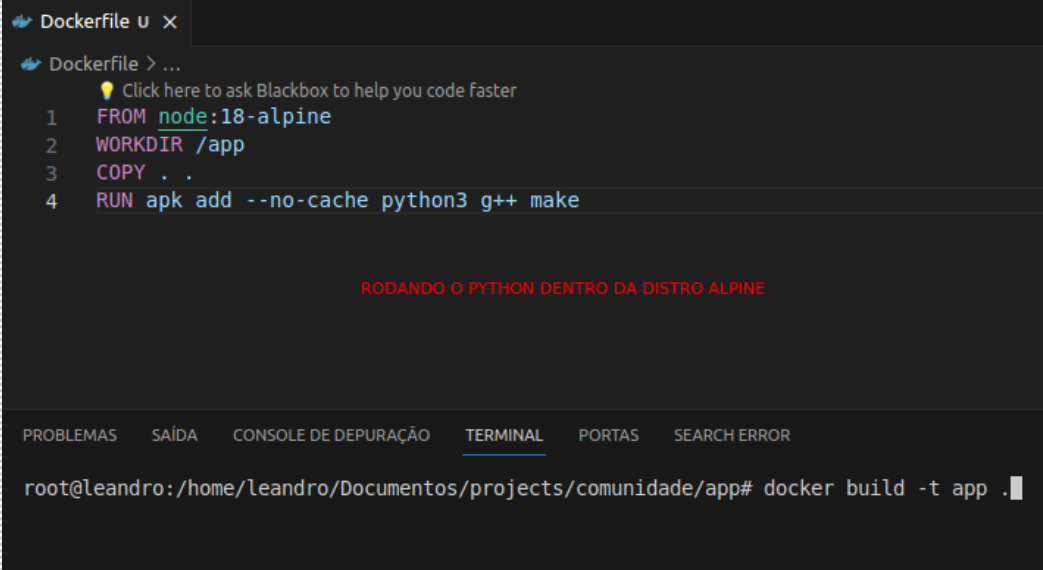 Dockerfile U ×
Dockerfile > ...
Click here to ask Blackbox to help you code faster
1 FROM node:18-alpine
2 WORKDIR /app
3 COPY . .
4 RUN apk add --no-cache python3 g++ make
RODANDO O PYTHON DENTRO DA DISTRO ALPINE
PROBLEMAS SAÍDA CONSOLE DE DEPURAÇÃO TERMINAL PORTAS SEARCH ERROR
root@leandro:/home/leandro/Documentos/projects/comunidade/app# docker build -t app .